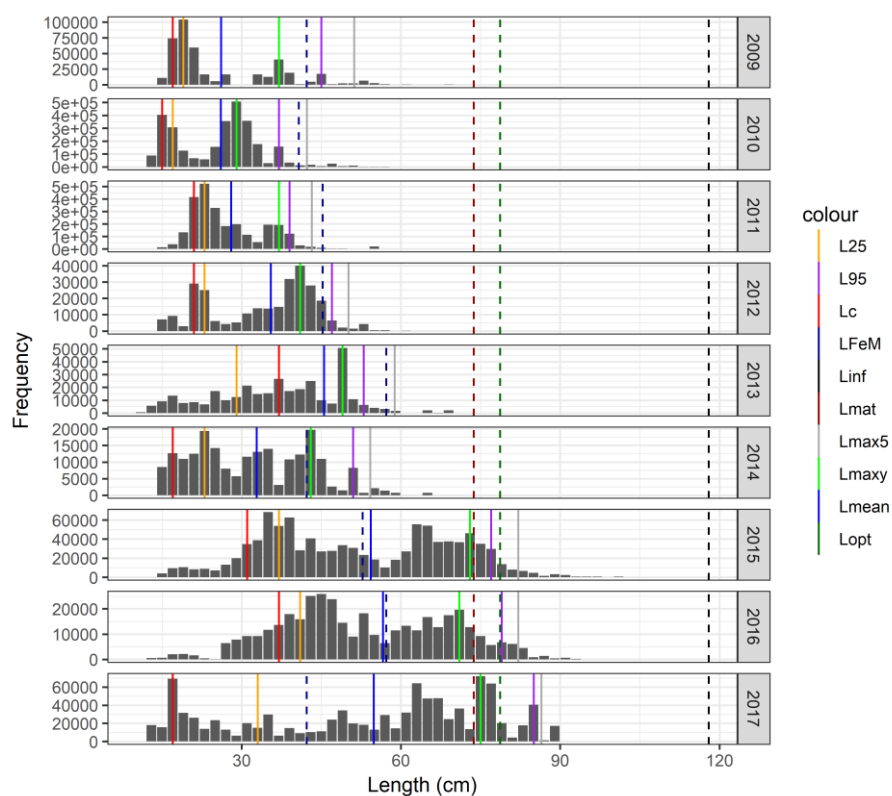 100000
75000
50000
25000
0
2009
5e+05
4e+05
3e+05
2e+05
1e+05
0e+00
2010
5e+05
4e+05
3e+05
2e+05
1e+05
0e+00
2011
40000
30000
20000
10000
0
2012
50000
40000
30000
20000
10000
0
2013
20000
15000
10000
5000
0
2014
60000
40000
20000
0
2015
20000
10000
0
2016
60000
40000
20000
0
2017
30
60
90
120
Length (cm)
Frequency
colour
L25
L95
Lc
LFeM
Linf
Lmat
Lmax5
Lmaxy
Lmean
Lopt